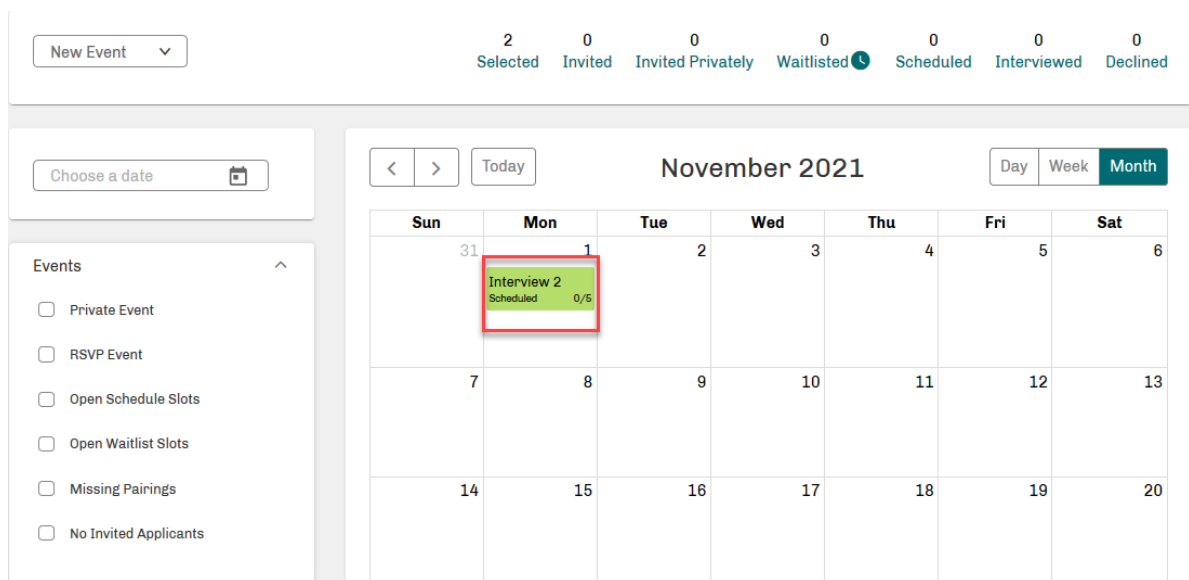 New Event
2 0 0 0 0 0 0
Selected Invited Invited Privately Waitlisted Scheduled Interviewed Declined
Choose a date
Today
November 2021
Day Week Month
Events
Private Event
RSVP Event
Open Schedule Slots
Open Waitlist Slots
Missing Pairings
No Invited Applicants
Sun Mon Tue Wed Thu Fri Sat
31 1 2 3 4 5 6
Interview 2
Scheduled 0/5
7 8 9 10 11 12 13
14 15 16 17 18 19 20